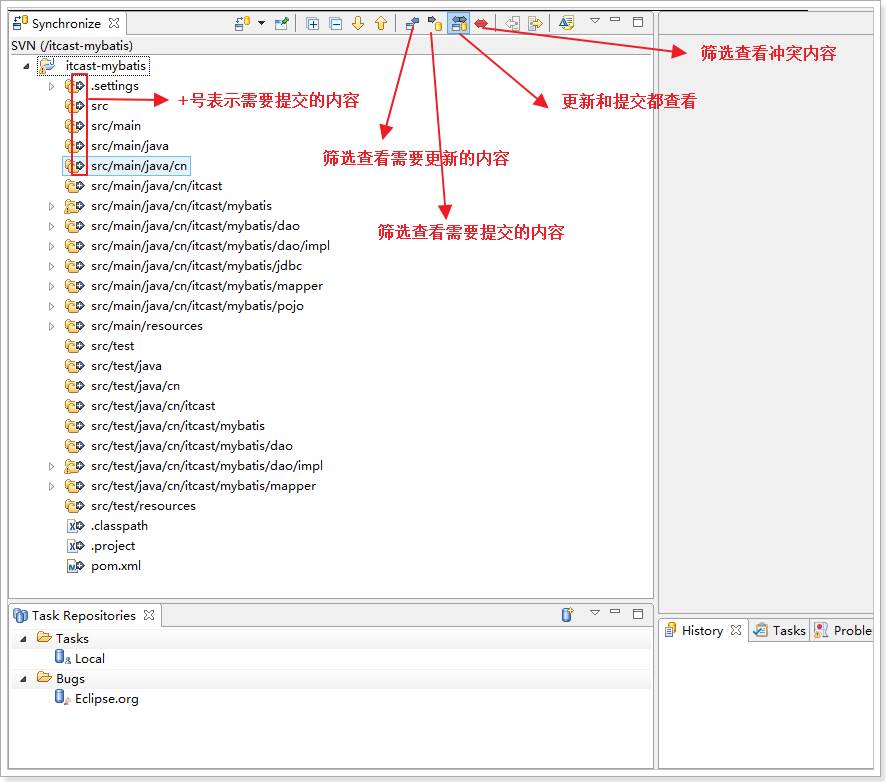 Synchronize
SVN (/itcast-mybatis)
筛选查看冲突内容
itcast-mybatis
.settings
+号表示需要提交的内容
更新和提交都查看
src
src/main
src/main/java
筛选查看需要更新的内容
src/main/java/cn
src/main/java/cn/itcast
src/main/java/cn/itcast/mybatis
src/main/java/cn/itcast/mybatis/dao
筛选查看需要提交的内容
src/main/java/cn/itcast/mybatis/dao/impl
src/main/java/cn/itcast/mybatis/jdbc
src/main/java/cn/itcast/mybatis/mapper
src/main/java/cn/itcast/mybatis/pojo
src/main/resources
src/test
src/test/java
src/test/java/cn
src/test/java/cn/itcast
src/test/java/cn/itcast/mybatis
src/test/java/cn/itcast/mybatis/dao
src/test/java/cn/itcast/mybatis/dao/impl
src/test/java/cn/itcast/mybatis/mapper
src/test/resources
.classpath
.project
pom.xml
Task Repositories
Tasks
Local
Bugs
Eclipse.org
History
Tasks
Proble